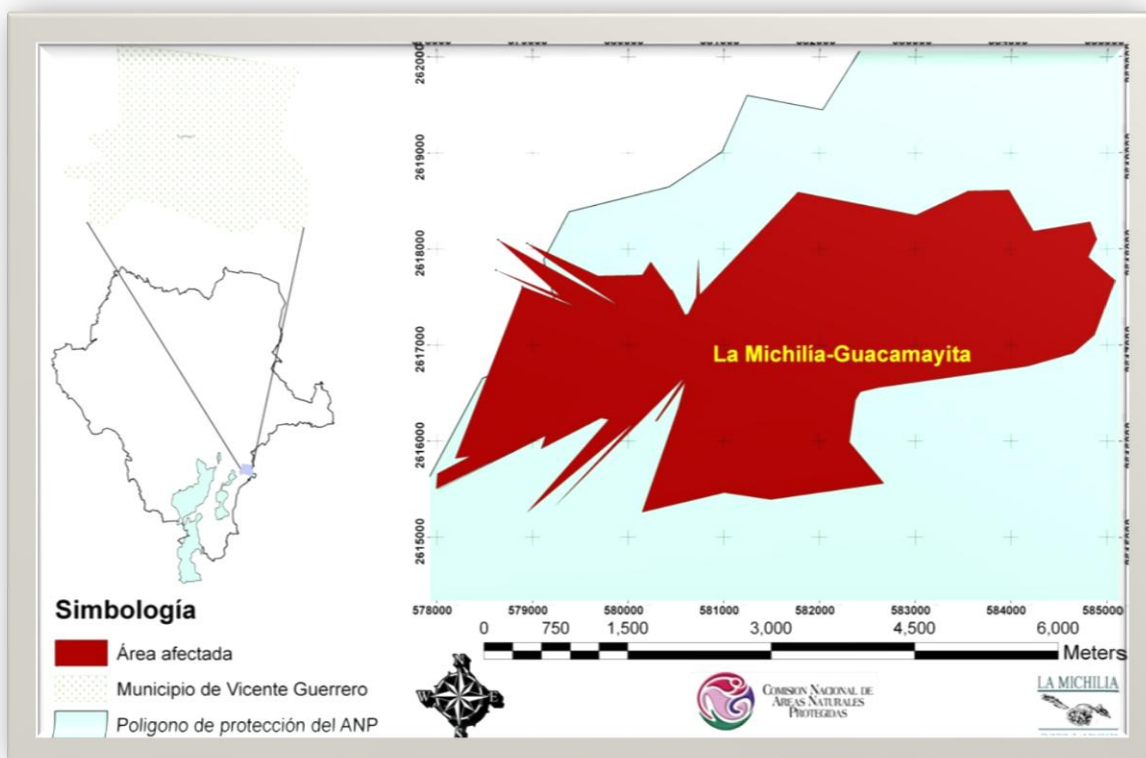 2620000
2619000
2618000
2617000
2616000
2615000
La Michilía-Guacamayita
578000 579000 580000 581000 582000 583000 584000 585000
0 750 1,500 3,000 4,500 6,000
Meters
Simbología
Área afectada
Municipio de Vicente Guerrero
Poligono de protección del ANP
N
W E
COMISION NACIONAL DE
AREAS NATURALES
PROTEGIDAS
LA MICHILIA